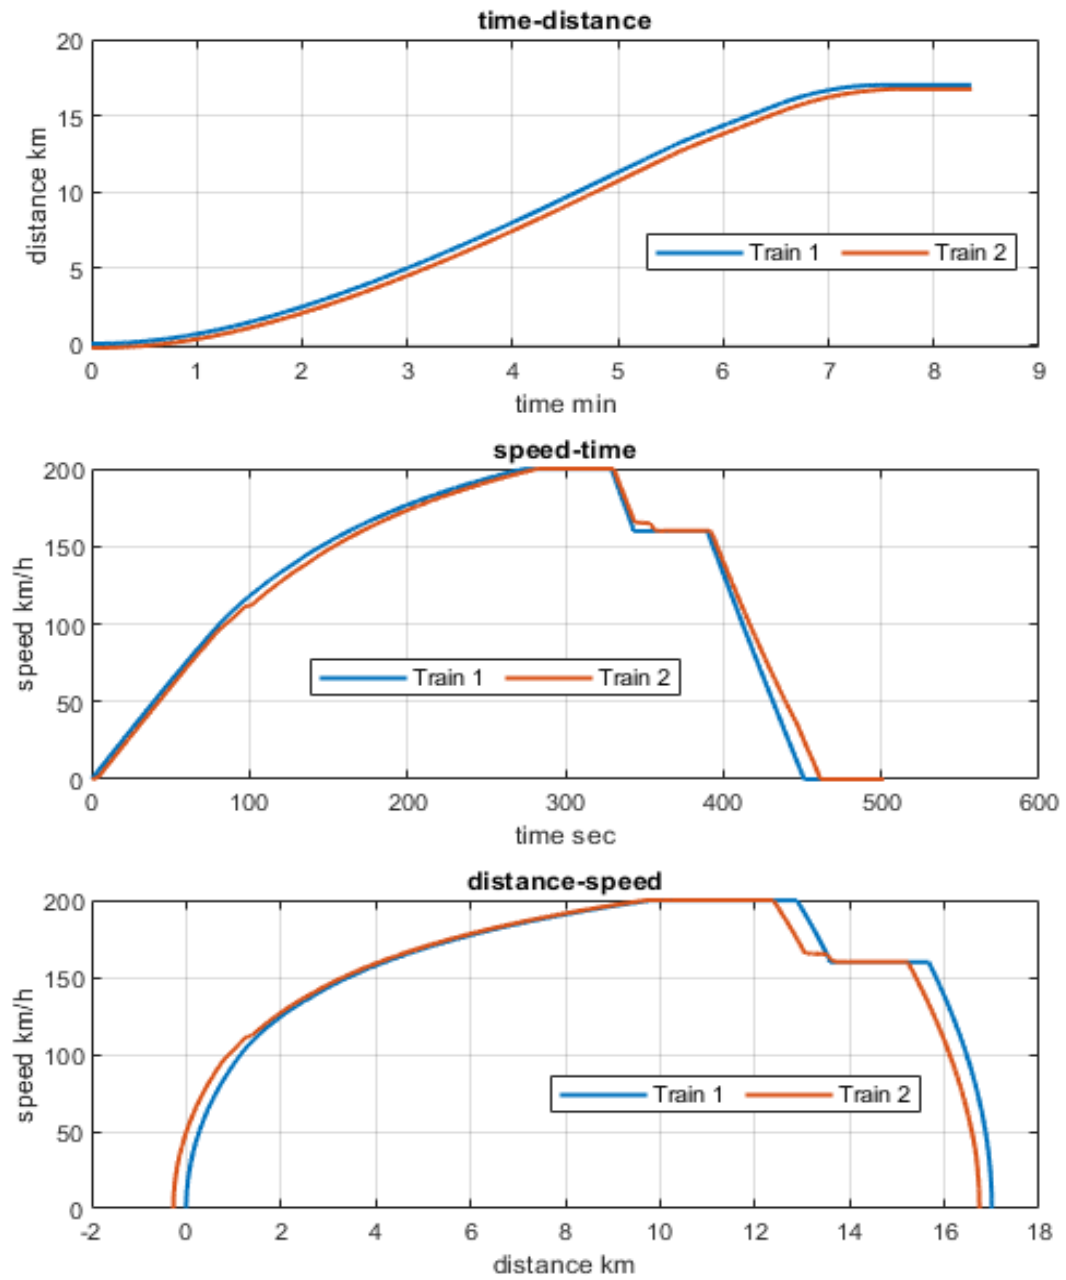 time-distance
20
15
10
5
0
distance km
Train 1 Train 2
0 1 2 3 4 5 6 7 8 9
time min
speed-time
200
150
100
50
0
speed km/h
Train 1 Train 2
0 100 200 300 400 500 600
time sec
distance-speed
200
150
100
50
0
speed km/h
Train 1 Train 2
-2 0 2 4 6 8 10 12 14 16 18
distance km